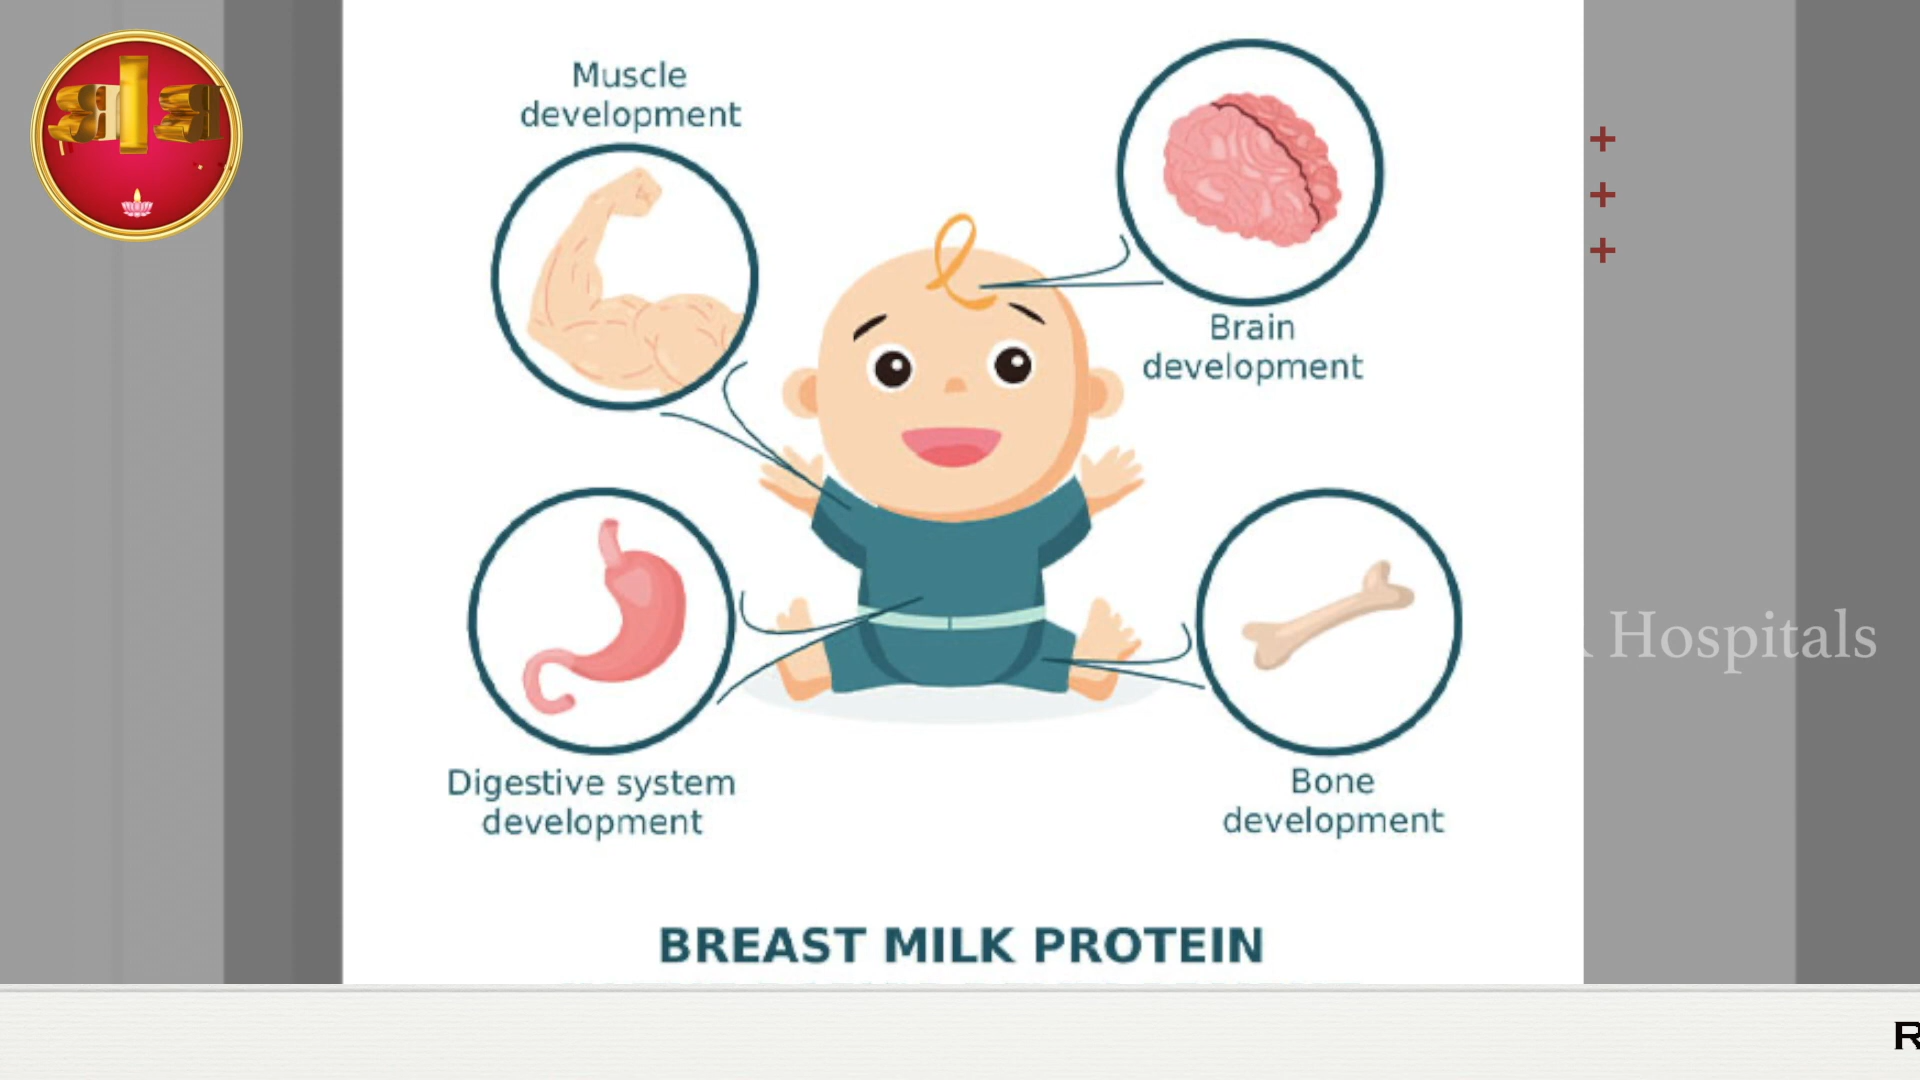 Muscle
development
Brain
development
Digestive system
development
Bone
development
Hospitals
BREAST MILK PROTEIN
R